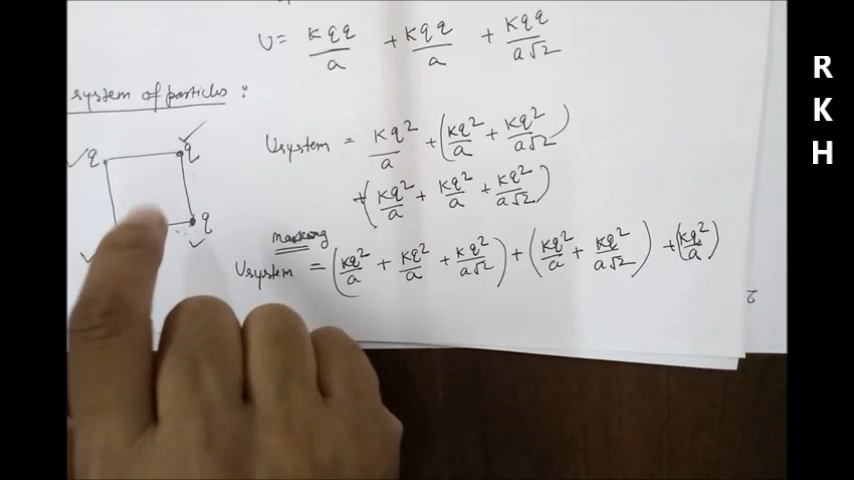 U = Kqq/a + Kqq/a + Kqq/a√2
system of particles :
q q
q
Usystem = Kq²/a + (Kq²/a + Kq²/a√2)
+ (Kq²/a + Kq²/a + Kq²/a√2)
marking
Usystem = (Kq²/a + Kq²/a + Kq²/a√2) + (Kq²/a + Kq²/a√2) + (Kq²/a)
2
R
K
H